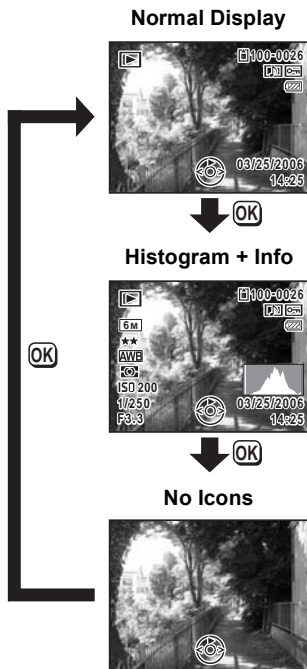 Normal Display
100-0026
03/25/2006
14:25
OK
Histogram + Info
100-0026
6M
AWB
ISO 200
1/250
F3.3
03/25/2006
14:25
OK
OK
No Icons